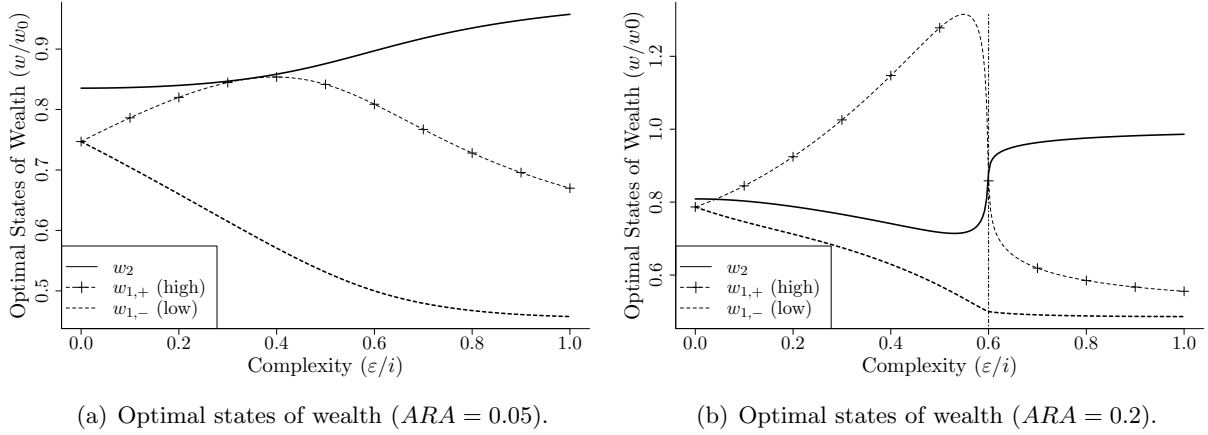 Optimal States of Wealth (w/w₀)
0.9
0.8
0.7
0.6
0.5
w₂
w₁,₊ (high)
w₁,₋ (low)
0.0 0.2 0.4 0.6 0.8 1.0
Complexity (ε/i)
(a) Optimal states of wealth (ARA = 0.05).
Optimal States of Wealth (w/w0)
1.2
1.0
0.8
0.6
w₂
w₁,₊ (high)
w₁,₋ (low)
0.0 0.2 0.4 0.6 0.8 1.0
Complexity (ε/i)
(b) Optimal states of wealth (ARA = 0.2).